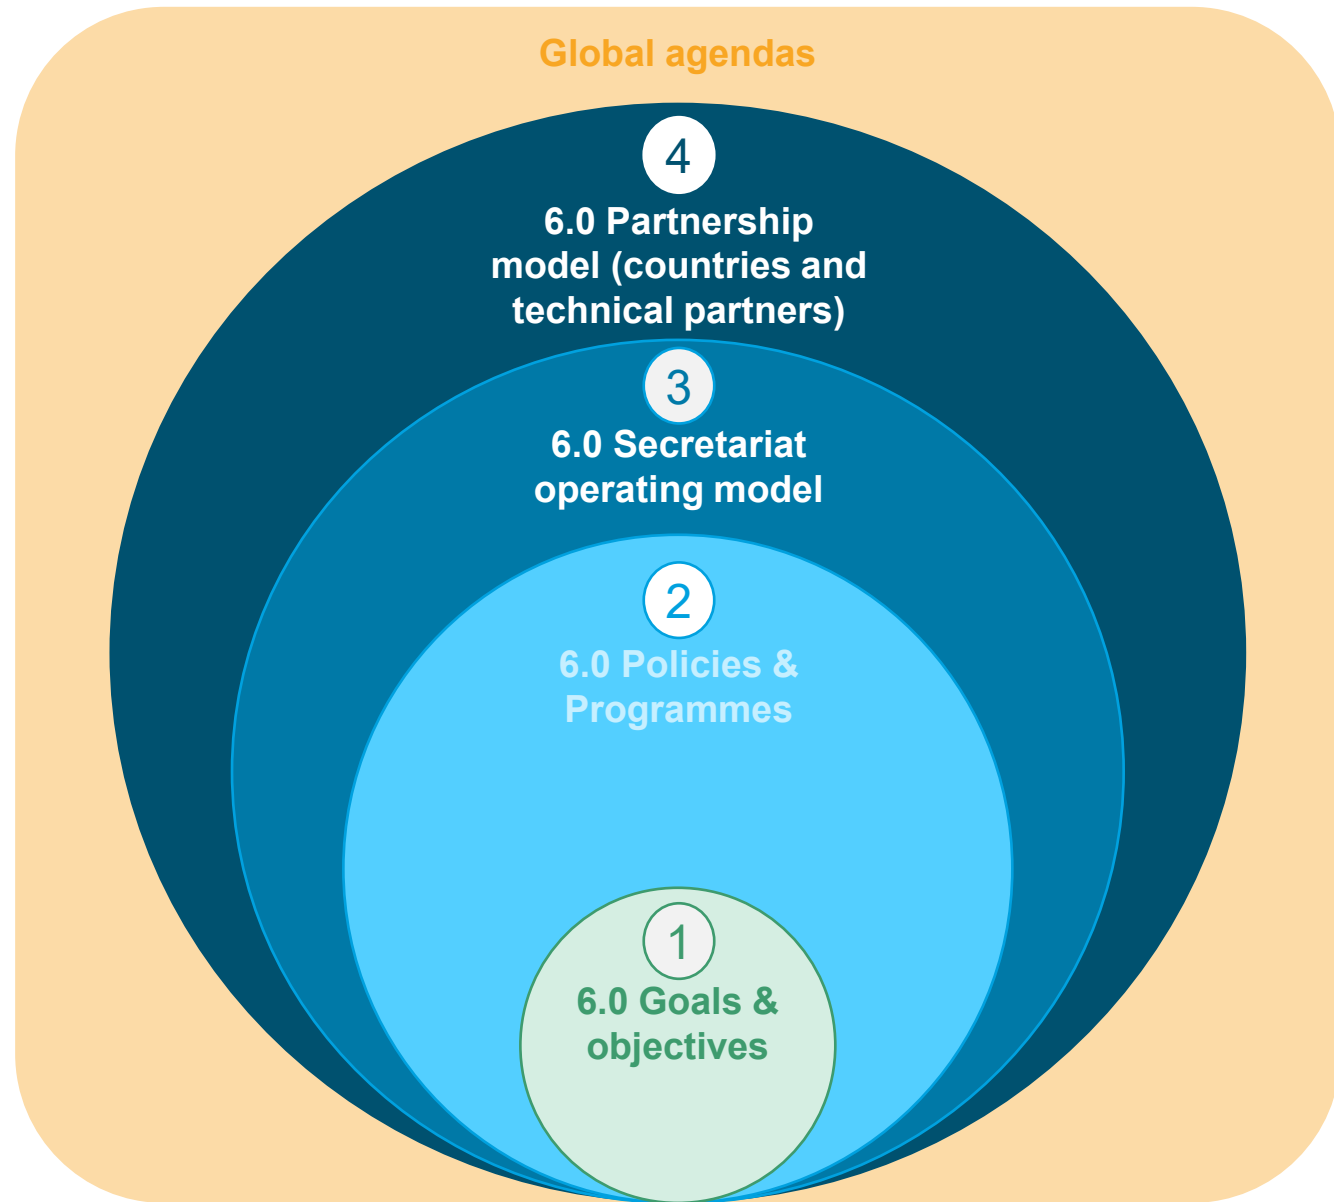 Global agendas
4
6.0 Partnership
model (countries and
technical partners)
3
6.0 Secretariat
operating model
2
6.0 Policies &
Programmes
1
6.0 Goals &
objectives